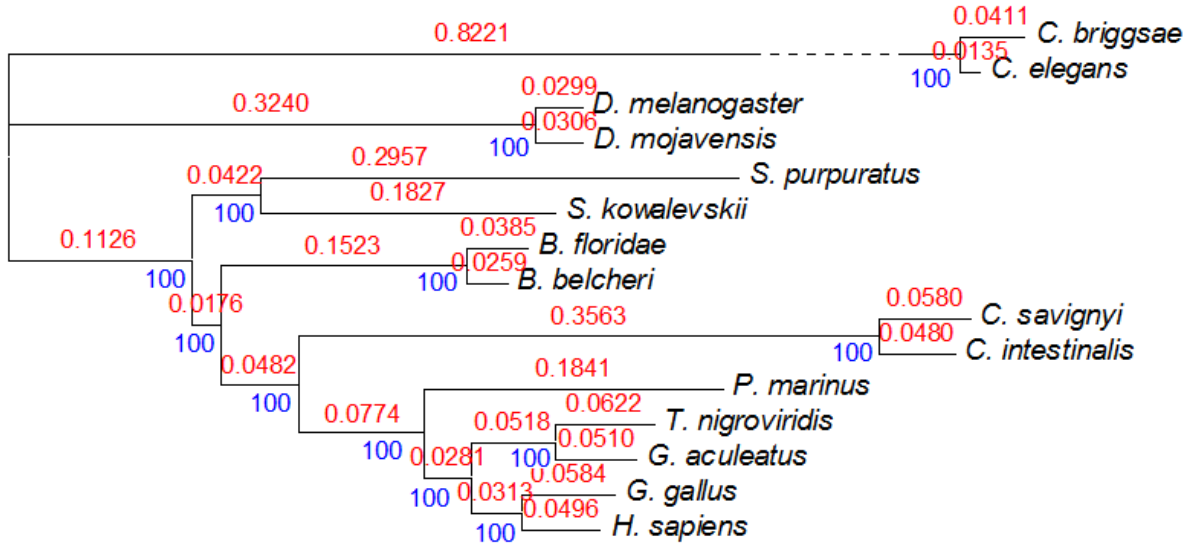 0.0411
0.8221
C. briggsae
0.0135
100
C. elegans
0.0299
0.3240
D. melanogaster
0.0306
100
D. mojavensis
0.2957
0.0422
S. purpuratus
0.1827
100
S. kowalevskii
0.0385
0.1126
0.1523
B. floridae
0.0259
100
100
B. belcheri
0.0176
0.0580
0.3563
C. savignyi
0.0480
100
100
C. intestinalis
0.0482
0.1841
P. marinus
100
0.0622
0.0774
0.0518
T. nigroviridis
0.0510
100
0.0281
100
G. aculeatus
0.0584
0.0313
G. gallus
100
0.0496
100
H. sapiens